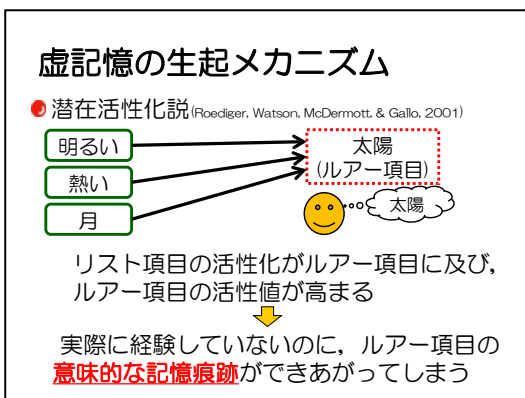 虚記憶の生起メカニズム
潜在活性化説(Roediger, Watson, McDermott, & Gallo, 2001)
明るい
熱い
月
太陽
(ルアー項目)
太陽
リスト項目の活性化がルアー項目に及び，
ルアー項目の活性値が高まる
実際に経験していないのに，ルアー項目の
意味的な記憶痕跡ができあがってしまう